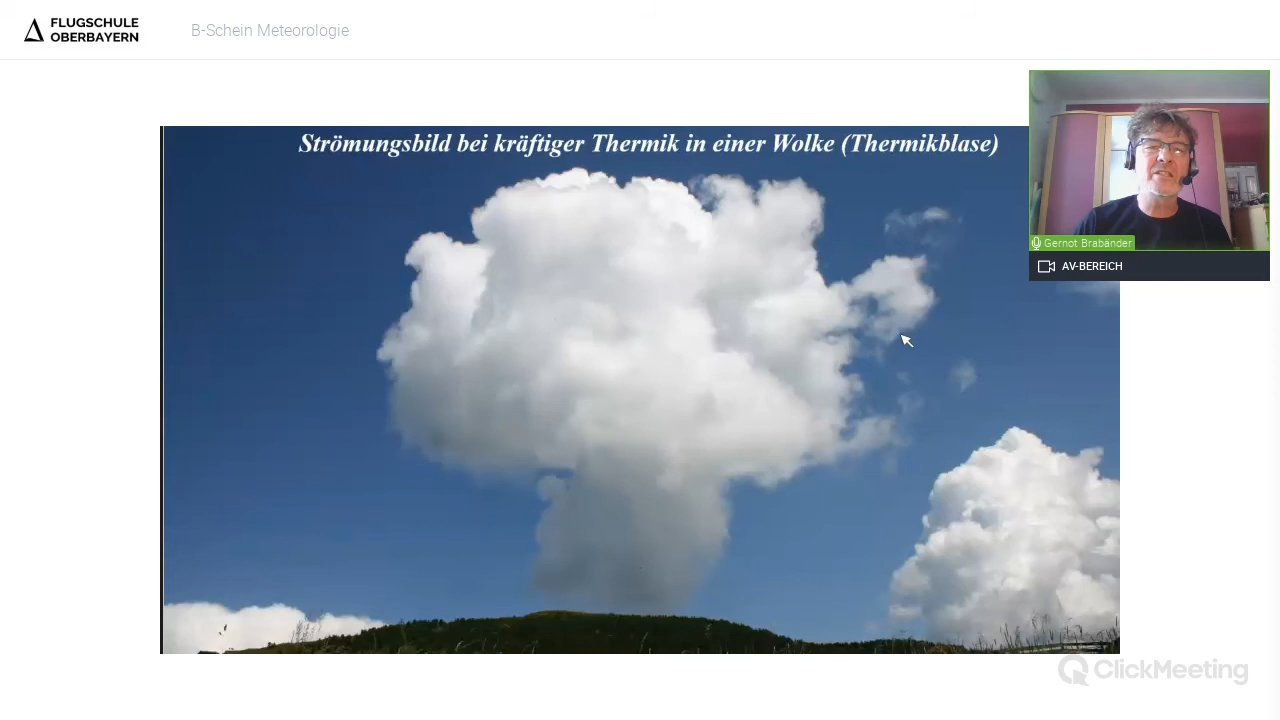 FLUGSCHULE
OBERBAYERN
B-Schein Meteorologie
Strömungsbild bei kräftiger Thermik in einer Wolke (Thermikblase)
Gernot Brabänder
AV-BEREICH
ClickMeeting